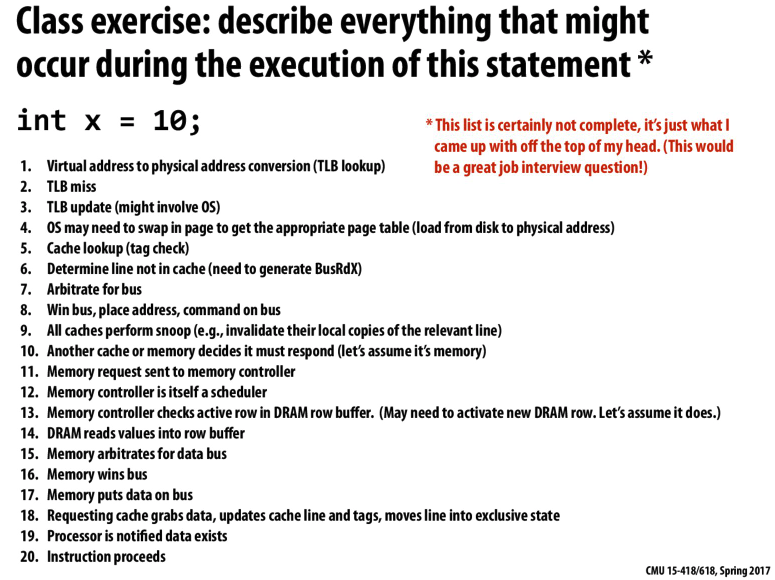 Class exercise: describe everything that might
occur during the execution of this statement *
int x = 10;
* This list is certainly not complete, it's just what I
came up with off the top of my head. (This would
be a great job interview question!)
1. Virtual address to physical address conversion (TLB lookup)
2. TLB miss
3. TLB update (might involve OS)
4. OS may need to swap in page to get the appropriate page table (load from disk to physical address)
5. Cache lookup (tag check)
6. Determine line not in cache (need to generate BusRdX)
7. Arbitrate for bus
8. Win bus, place address, command on bus
9. All caches perform snoop (e.g., invalidate their local copies of the relevant line)
10. Another cache or memory decides it must respond (let's assume it's memory)
11. Memory request sent to memory controller
12. Memory controller is itself a scheduler
13. Memory controller checks active row in DRAM row buffer. (May need to activate new DRAM row. Let's assume it does.)
14. DRAM reads values into row buffer
15. Memory arbitrates for data bus
16. Memory wins bus
17. Memory puts data on bus
18. Requesting cache grabs data, updates cache line and tags, moves line into exclusive state
19. Processor is notified data exists
20. Instruction proceeds
CMU 15-418/618, Spring 2017